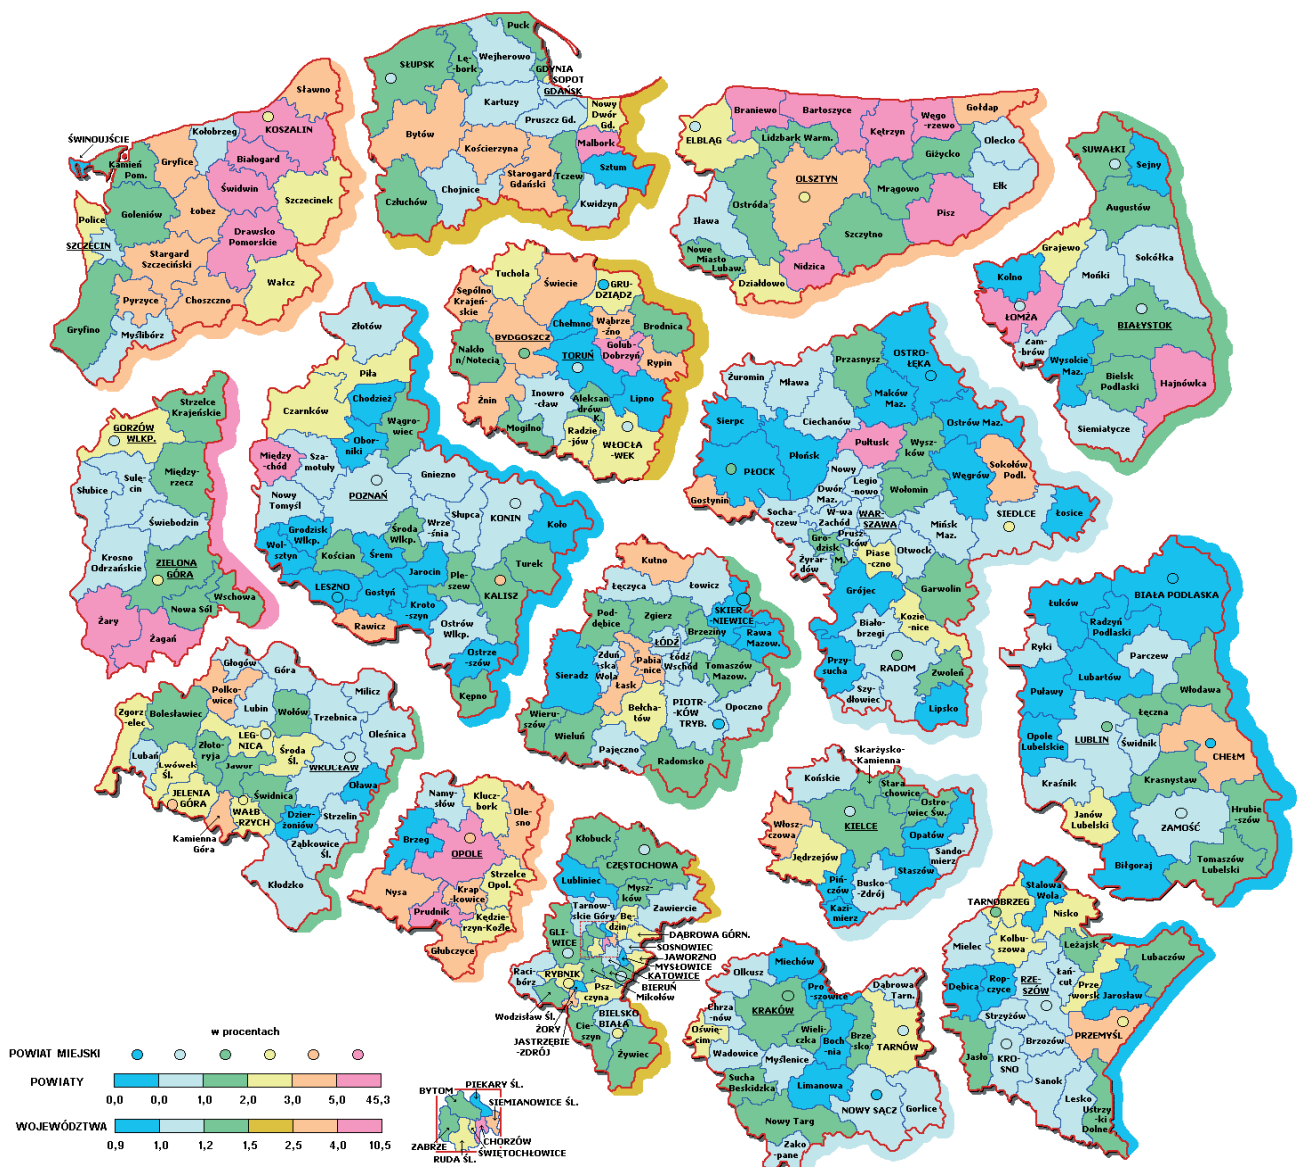 ŚWINOUJŚCIE
Kamień
Pom.
Gryfice
Kołobrzeg
KOSZALIN
Sławno
Białogard
Świdwin
Szczecinek
Police
Goleniów
Łobez
SZCZECIN
Drawsko
Pomorskie
Stargard
Szczeciński
Wałcz
Pyrzyce
Choszczno
Gryfino
Myślibórz
SŁUPSK
Lę-
bork
Wejherowo
Puck
GDYNIA
SOPOT
GDAŃSK
Kartuzy
Pruszcz Gd.
Nowy
Dwór
Gd.
Bytów
Kościerzyna
Malbork
Starogard
Gdański
Tczew
Sztum
Człuchów
Chojnice
Kwidzyn
ELBLĄG
Braniewo
Bartoszyce
Kętrzyn
Węgo
-rzewo
Gołdap
Lidzbark Warm.
Giżycko
Olecko
OLSZTYN
Mrągowo
Ełk
Iława
Ostróda
Pisz
Szczytno
Nowe
Miasto
Lubaw.
Nidzica
Działdowo
SUWAŁKI
Sejny
Augustów
Grajewo
Sokółka
Kolno
Mońki
ŁOMŻA
BIAŁYSTOK
Zam-
brów
Wysokie
Maz.
Bielsk
Podlaski
Hajnówka
Siemiatycze
Tuchola
Sępólno
Krajeń-
skie
Świecie
GRU-
DZIĄDZ
Chełmno
Wąbrze
-źno
Brodnica
BYDGOSZCZ
TORUŃ
Golub-
Dobrzyń
Nakło
n/Notecią
Rypin
Żnin
Inowro
-cław
Aleksan
drów
K.
Lipno
Mogilno
Radzie
-jów
WŁOCŁA
-WEK
Złotów
Piła
Czarnków
Chodzież
Wągro-
wiec
Obor-
niki
Między
-chód
Sza-
motuły
Gniezno
POZNAŃ
Nowy
Tomyśl
Słupca
KONIN
Wrze
-śnia
Koło
Grodzisk
Wlkp.
Środa
Wlkp.
Wol-
sztyn
Kościan
Śrem
Jarocin
Turek
Ple-
szew
LESZNO
Gostyń
KALISZ
Kroto
-szyn
Rawicz
Ostrów
Wlkp.
Ostrze
-szów
Kępno
Strzelce
Krajeńskie
GORZÓW
WLKP.
Między-
rzecz
Sulę-
cin
Słubice
Świebodzin
Krosno
Odrzańskie
ZIELONA
GÓRA
Wschowa
Nowa Sól
Żary
Żagań
Żuromin
Mława
Przasnysz
OSTRO-
ŁĘKA
Maków
Maz.
Ciechanów
Ostrów Maz.
Sierpc
Pułtusk
Wysz-
ków
Płońsk
PŁOCK
Węgrów
Sokołów
Podl.
Nowy
Dwór
Maz.
Legio
-nowo
Wołomin
Gostynin
Socha-
czew
W-wa
Zachód
WAR-
SZAWA
SIEDLCE
Łosice
Mińsk
Maz.
Prusz-
ków
Gro-
dzisk
M.
Żyrar-
dów
Piase
-czno
Otwock
Garwolin
Grójec
Biało-
brzegi
Kozie
-nice
Przy-
sucha
RADOM
Zwoleń
Szy-
dłowiec
Lipsko
Kutno
Łęczyca
Łowicz
Pod-
dębice
Zgierz
SKIER
NIEWICE
Brzeziny
ŁÓDŹ
Rawa
Mazow.
Zduń
ska
Wola
Pabia
-nice
Łódź
Wschód
Sieradz
Łask
Tomaszów
Mazow.
Bełcha-
tów
PIOTR-
KÓW
TRYB.
Opoczno
Wieru-
szów
Wieluń
Pajęczno
Radomsko
BIAŁA PODLASKA
Łuków
Radzyń
Podlaski
Ryki
Parczew
Lubartów
Włodawa
Puławy
Łęczna
Opole
Lubelskie
LUBLIN
Świdnik
CHEŁM
Krasnystaw
Kraśnik
Hrubie
-szów
Janów
Lubelski
ZAMOŚĆ
Biłgoraj
Tomaszów
Lubelski
Głogów
Góra
Polko-
wice
Milicz
Zgorz
-elec
Bolesławiec
Lubin
Wołów
Trzebnica
LEG-
NICA
Oleśnica
Lubań
Złoto-
ryja
Środa
Śl.
Lwówek
Śl.
Jawor
WROCŁAW
JELENIA
GÓRA
Świdnica
Oława
WAŁB
-RZYCH
Dzier-
żoniów
Strzelin
Kamienna
Góra
Ząbkowice
Śl.
Kłodzko
Namy-
słów
Klucz-
bork
Ole-
sno
Brzeg
OPOLE
Strzelce
Opol.
Nysa
Krap-
kowice
Prudnik
Kędzie-
rzyn-Koźle
Głubczyce
Kłobuck
CZĘSTOCHOWA
Lubliniec
Mysz-
ków
Tarnow-
skie Góry
Zawiercie
Bę-
dzin
GLI-
WICE
DĄBROWA GÓRN.
SOSNOWIEC
JAWORZNO
MYSŁOWICE
KATOWICE
BIERUŃ
Mikołów
Raci-
bórz
RYBNIK
Psz-
czyna
Wodzisław Śl.
ŻORY
JASTRZĘBIE
-ZDRÓJ
BIELSKO
BIAŁA
Cie-
szyn
Żywiec
Skarżysko-
Kamienna
Końskie
Stara
-chowice
Ostro-
wiec Św.
Włosz-
czowa
KIELCE
Opatów
Jędrzejów
Sando-
mierz
Staszów
Piń-
czów
Busko-
-Zdrój
Kazi-
mierz
Miechów
Olkusz
Pro-
szowice
Dąbrowa
Tarn.
Chrza-
nów
KRAKÓW
Wieli-
czka
Brze
-sko
Oświę-
cim
Boch
-nia
TARNÓW
Wadowice
Myślenice
Sucha
Beskidzka
Limanowa
NOWY SĄCZ
Gorlice
Nowy Targ
Zako
-pane
Stalowa
Wola
TARNOBRZEG
Nisko
Mielec
Kolbu-
szowa
Leżajsk
Lubaczów
Dębica
Rop-
czyce
RZE-
SZÓW
Łań-
cut
Prze
worsk
Jarosław
Strzyżów
PRZEMYŚL
Brzozów
Jasło
KRO-
SNO
Sanok
Lesko
Ustrzy
-ki
Dolne
w procentach
POWIAT MIEJSKI
POWIATY
0,0 0,0 1,0 2,0 3,0 5,0 45,3
WOJEWÓDZTWA
0,9 1,0 1,2 1,5 2,5 4,0 10,5
BYTOM
PIEKARY ŚL.
SIEMIANOWICE ŚL.
CHORZÓW
ZABRZE
ŚWIĘTOCHŁOWICE
RUDA ŚL.